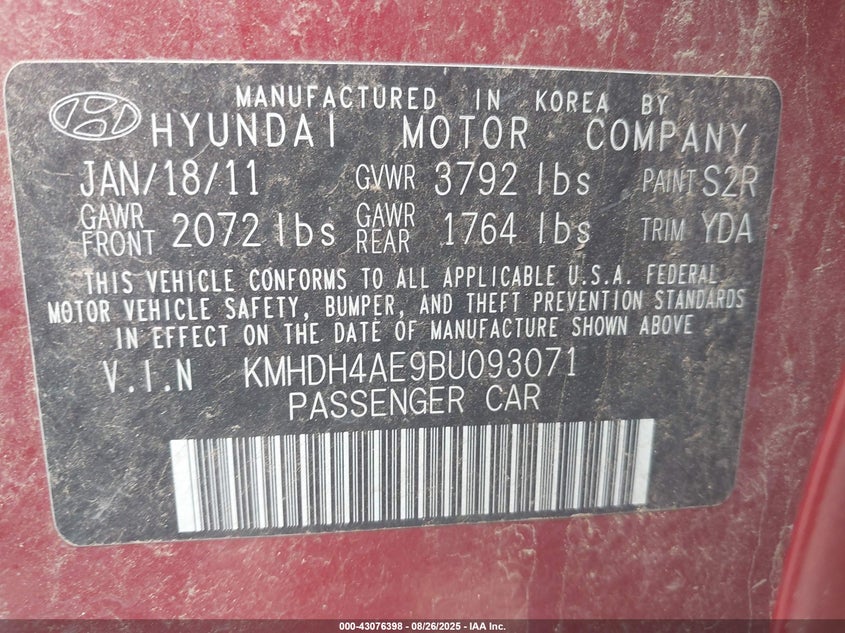 MANUFACTURED IN KOREA BY
HYUNDAI MOTOR COMPANY
JAN/18/11 GVWR 3792 lbs PAINT S2R
GAWR FRONT 2072 lbs GAWR REAR 1764 lbs TRIM YDA
THIS VEHICLE CONFORMS TO ALL APPLICABLE U.S.A. FEDERAL
MOTOR VEHICLE SAFETY, BUMPER, AND THEFT PREVENTION STANDARDS
IN EFFECT ON THE DATE OF MANUFACTURE SHOWN ABOVE
V.I.N KMHDH4AE9BU093071
PASSENGER CAR
000-43076398 - 08/26/2025 - IAA Inc.